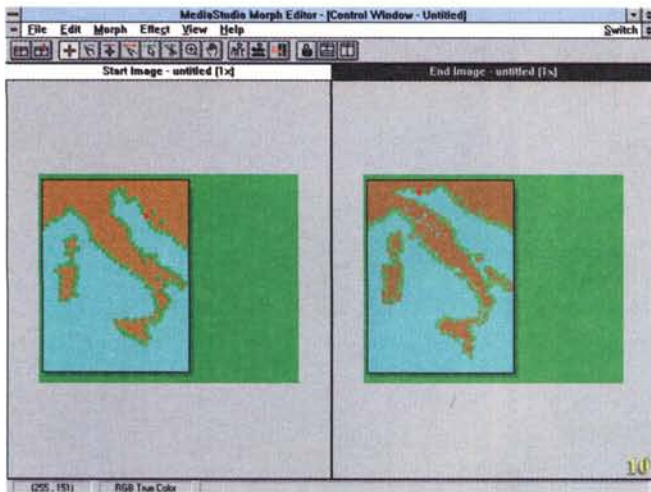 MediaStudio Morph Editor - [Control Window - Untitled]
File Edit Morph Effect View Help Switch
Start Image - untitled [1x] End Image - untitled [1x]
10
(255 , 151) RGB True Color